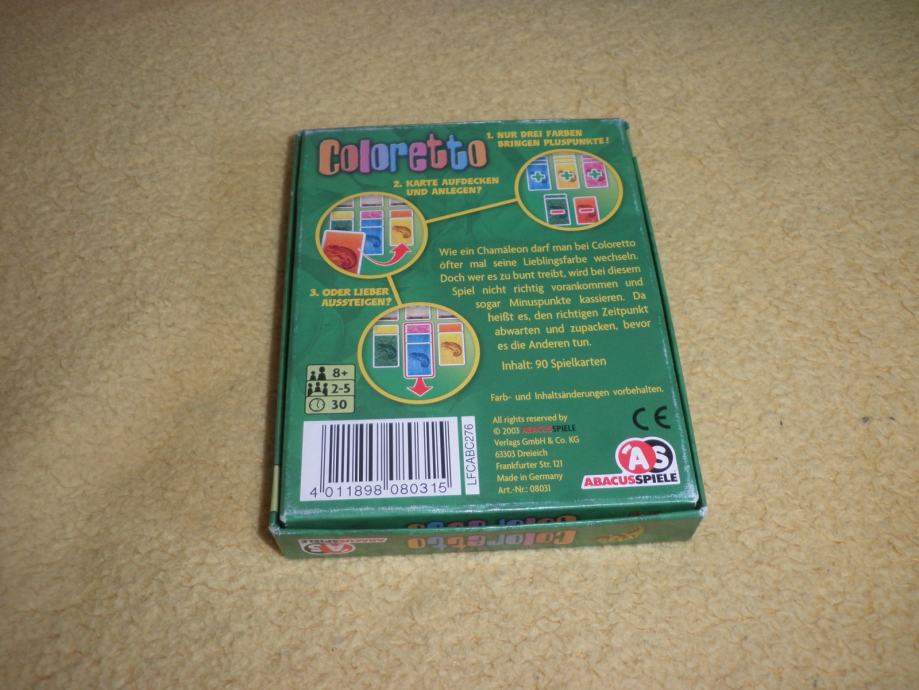 Coloretto
1. NUR DREI FARBEN
BRINGEN PLUSPUNKTE!
2. KARTE AUFDECKEN
UND ANLEGEN?
3. ODER LIEBER
AUSSTEIGEN?
Wie ein Chamäleon darf man bei Coloretto
öfter mal seine Lieblingsfarbe wechseln.
Doch wer es zu bunt treibt, wird bei diesem
Spiel nicht richtig vorankommen und
sogar Minuspunkte kassieren. Da
heißt es, den richtigen Zeitpunkt
abwarten und zupacken, bevor
es die Anderen tun.
Inhalt: 90 Spielkarten
8+
2-5
30
Farb- und Inhaltsänderungen vorbehalten.
All rights reserved by
© 2003 ABACUSSPIELE
Verlags GmbH & Co. KG
63303 Dreieich
Frankfurter Str. 121
Made in Germany
Art.-Nr.: 08031
CE
4 011898 080315
LFCABC276
AS
ABACUSSPIELE
AS
ABACUSSPIELE
Coloretto
Coloretto